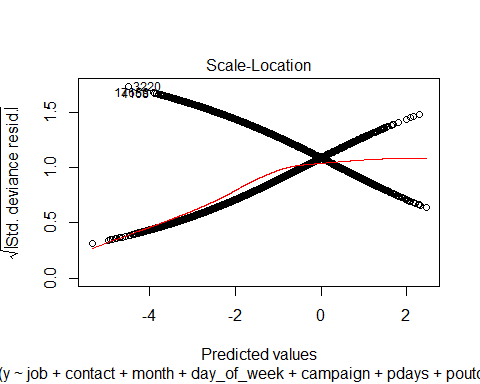 Scale-Location
3220
√|Std. deviance resid.|
0.0 0.5 1.0 1.5
-4 -2 0 2
Predicted values
(y ~ job + contact + month + day_of_week + campaign + pdays + poutc